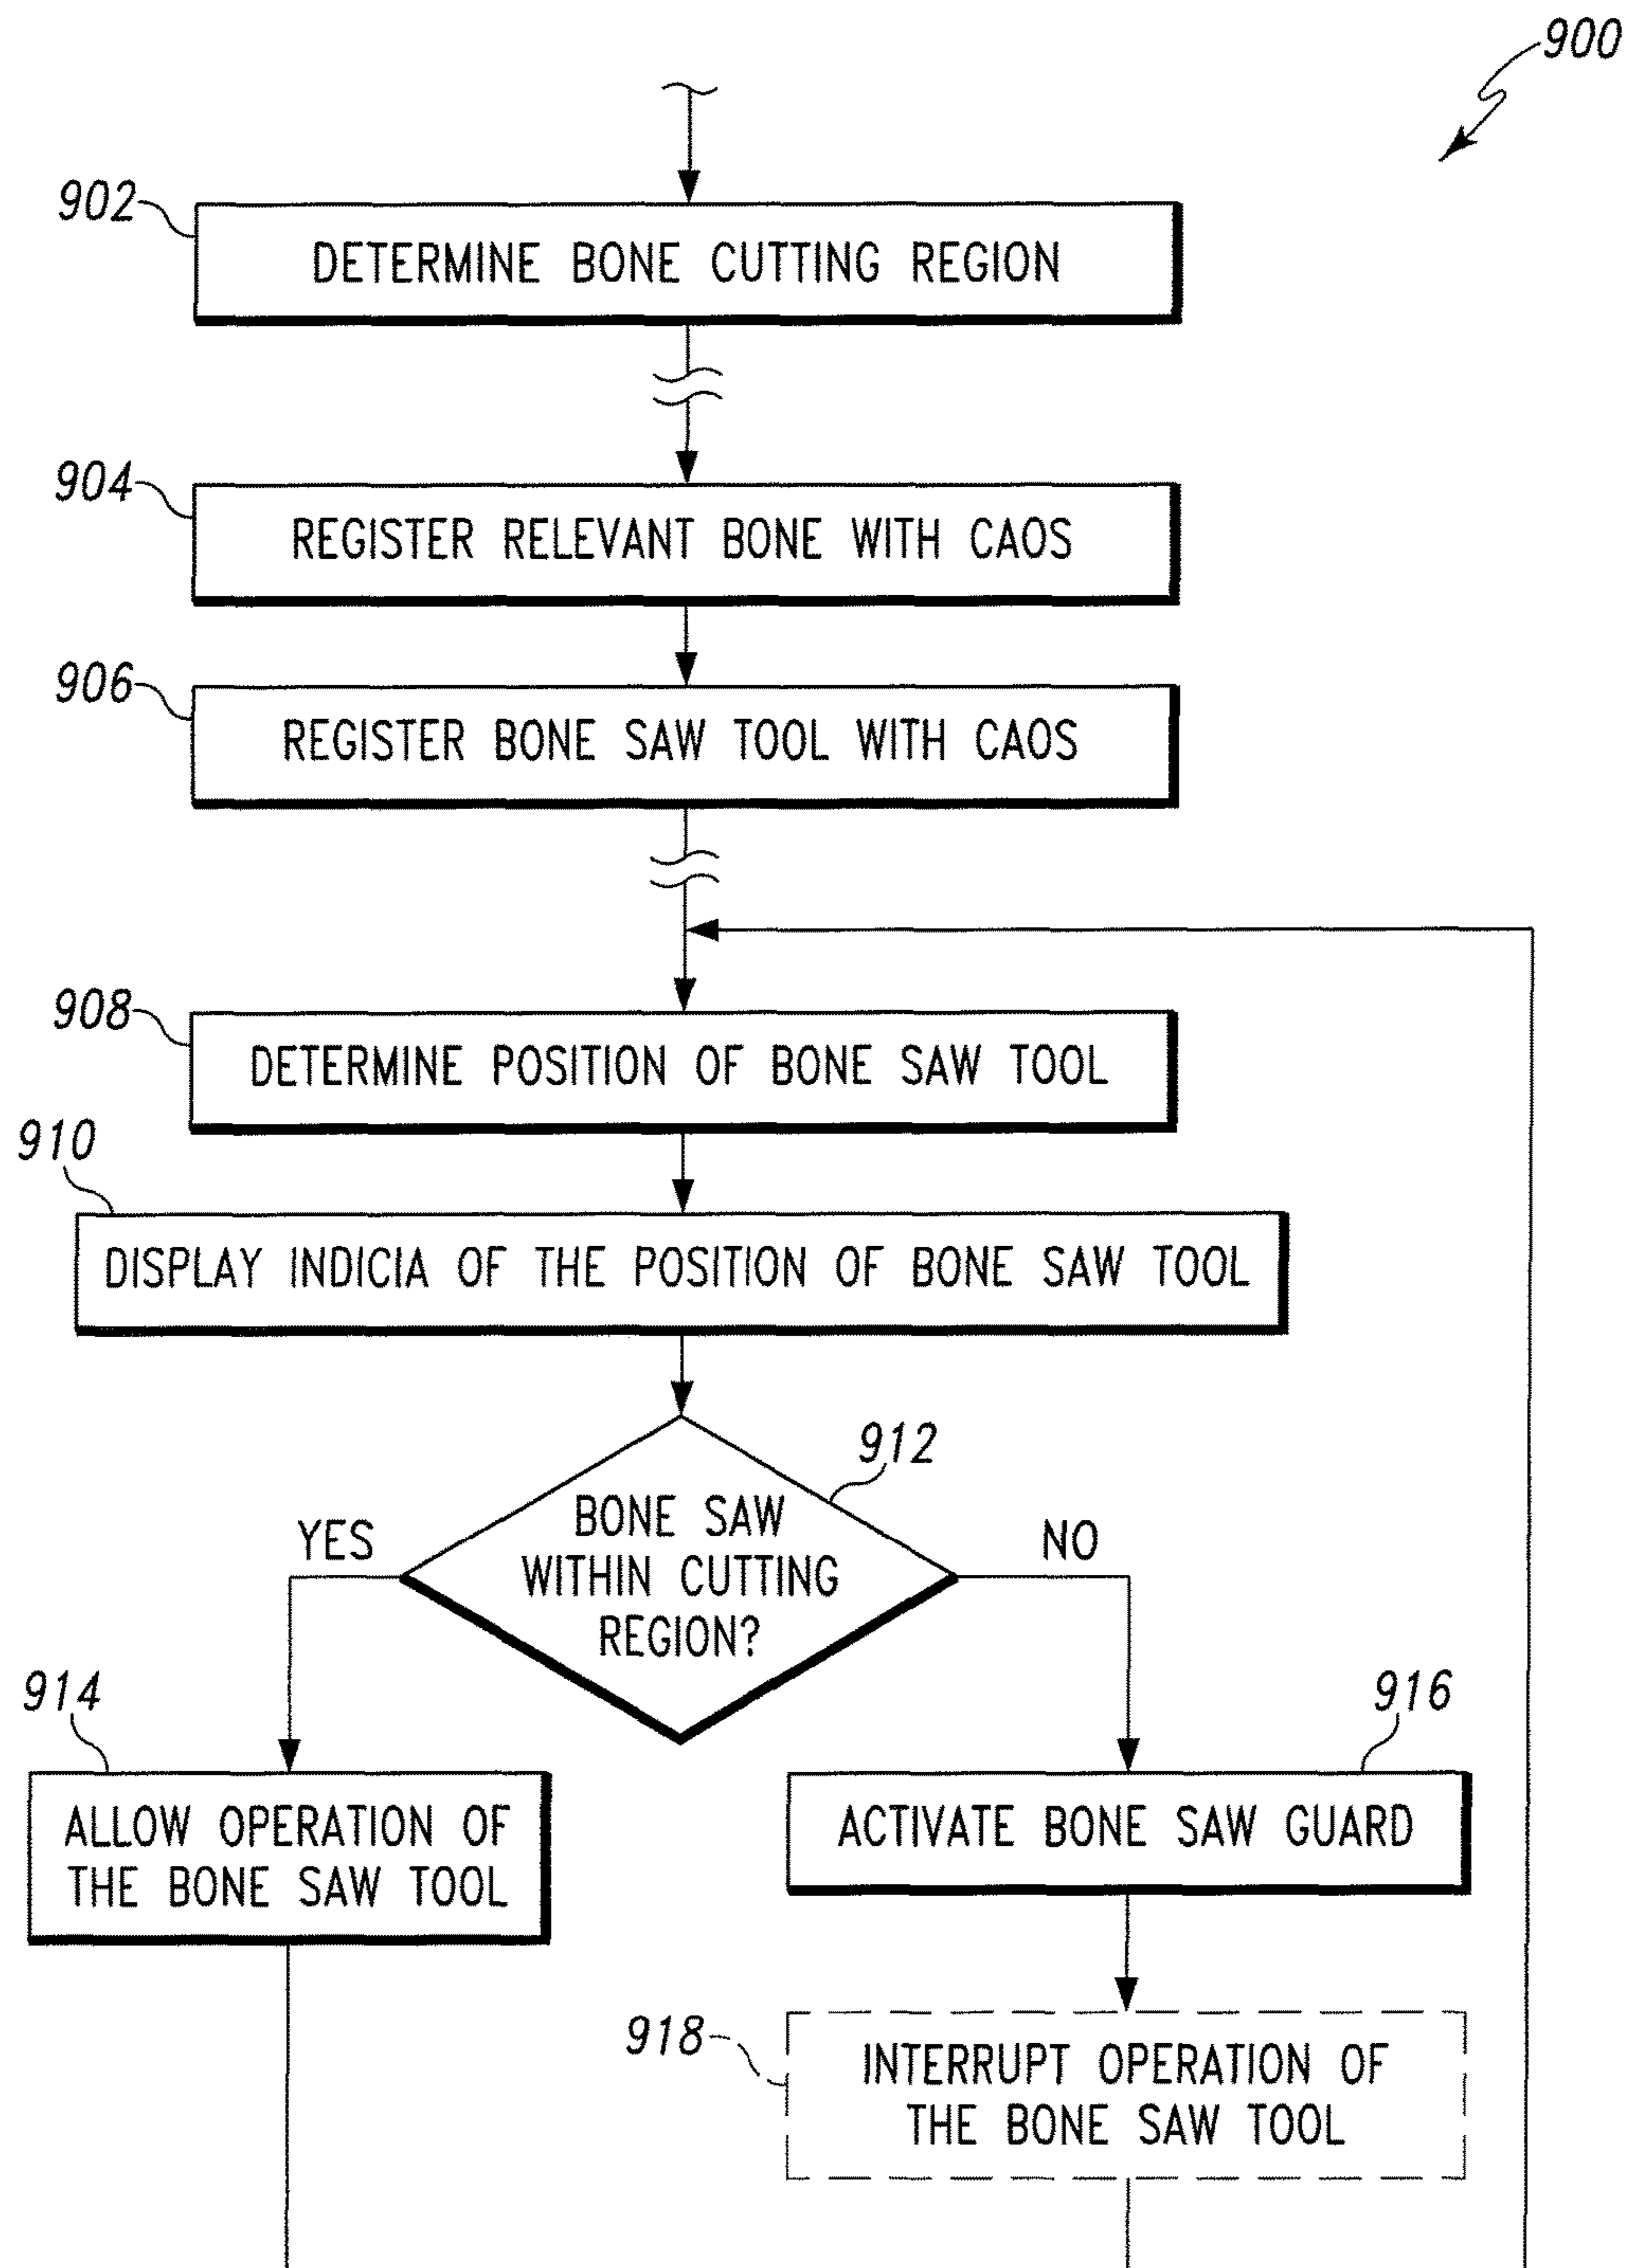 900
902
DETERMINE BONE CUTTING REGION
904
REGISTER RELEVANT BONE WITH CAOS
906
REGISTER BONE SAW TOOL WITH CAOS
908
DETERMINE POSITION OF BONE SAW TOOL
910
DISPLAY INDICIA OF THE POSITION OF BONE SAW TOOL
912
BONE SAW
WITHIN CUTTING
REGION?
YES
NO
914
ALLOW OPERATION OF
THE BONE SAW TOOL
916
ACTIVATE BONE SAW GUARD
918
INTERRUPT OPERATION OF
THE BONE SAW TOOL